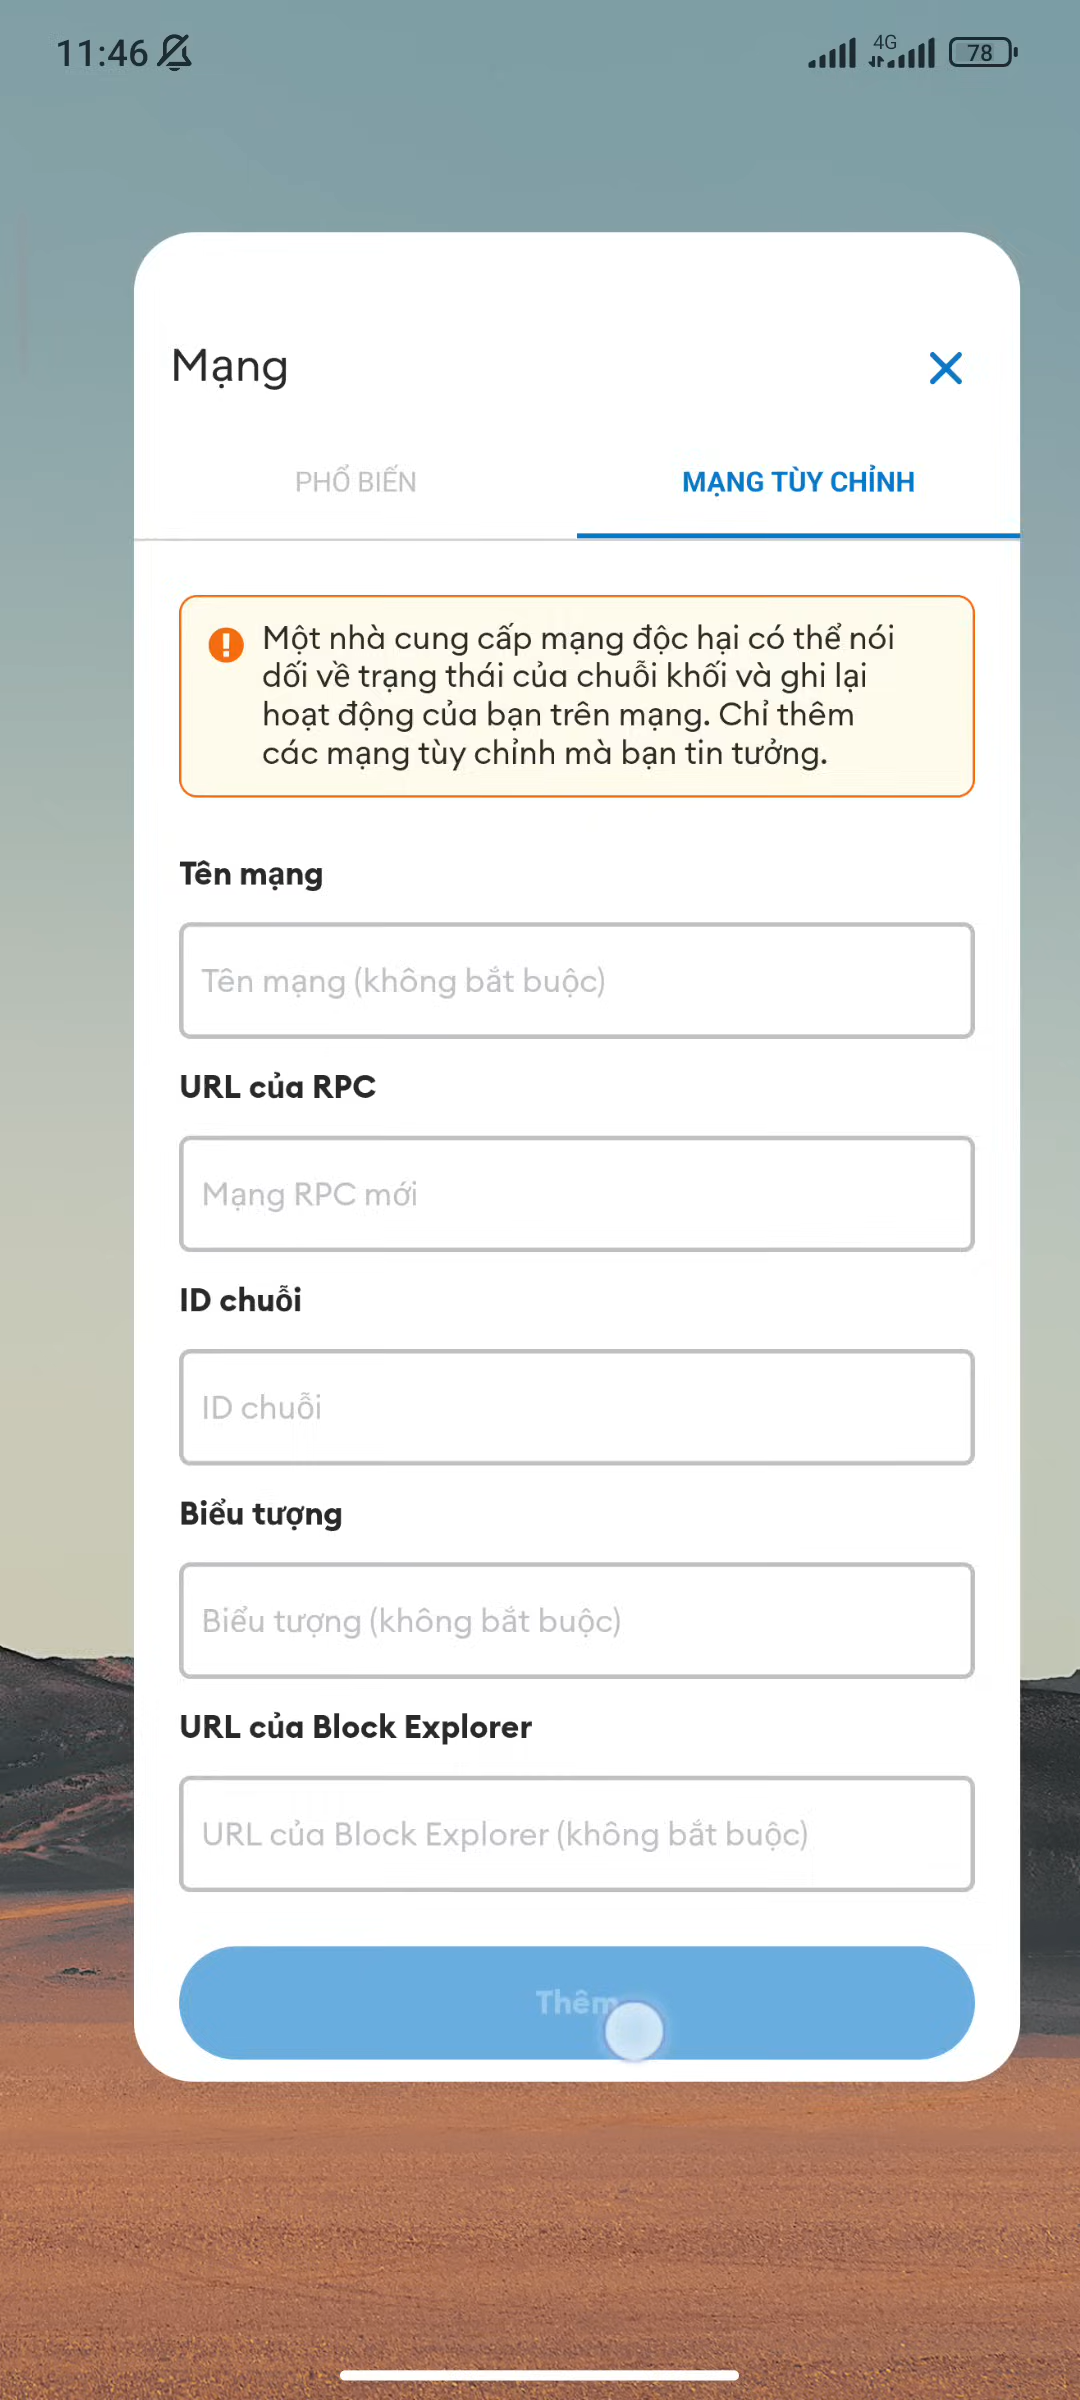 11:46
4G
78
Mạng
PHỔ BIẾN
MẠNG TÙY CHỈNH
Một nhà cung cấp mạng độc hại có thể nói
dối về trạng thái của chuỗi khối và ghi lại
hoạt động của bạn trên mạng. Chỉ thêm
các mạng tùy chỉnh mà bạn tin tưởng.
Tên mạng
Tên mạng (không bắt buộc)
URL của RPC
Mạng RPC mới
ID chuỗi
ID chuỗi
Biểu tượng
Biểu tượng (không bắt buộc)
URL của Block Explorer
URL của Block Explorer (không bắt buộc)
Thêm